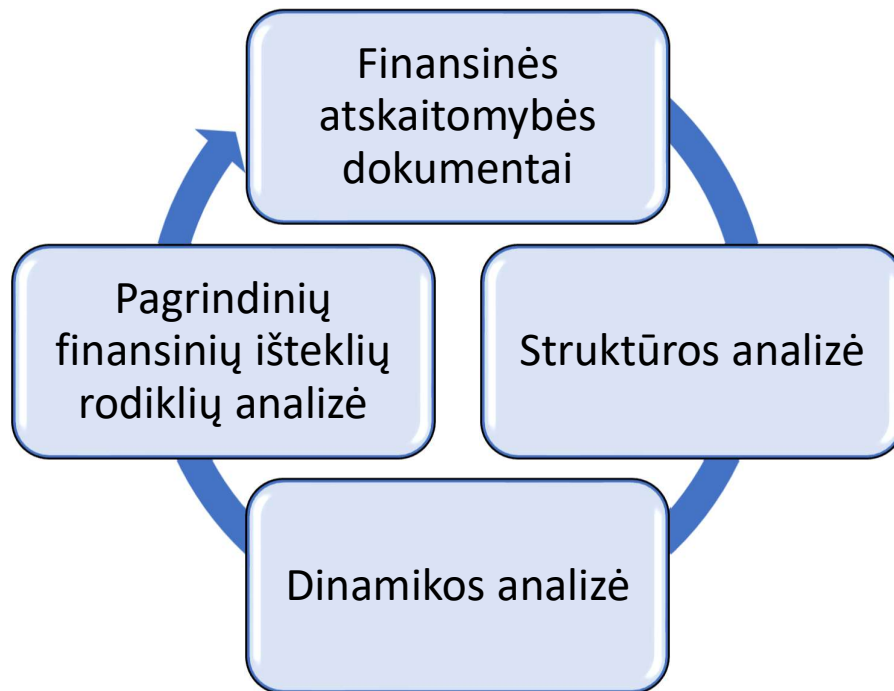 Finansinės
atskaitomybės
dokumentai
Struktūros analizė
Dinamikos analizė
Pagrindinių
finansinių išteklių
rodiklių analizė